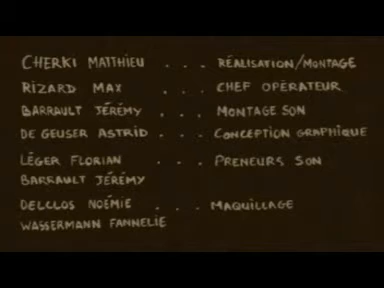 CHERKI MATTHIEU . . . RÉALISATION/MONTAGE
RIZARD MAX . . . CHEF OPÉRATEUR
BARRAULT JÉRÉMY . . . MONTAGE SON
DE GEUSER ASTRID . . . CONCEPTION GRAPHIQUE
LÉGER FLORIAN . . . PRENEURS SON
BARRAULT JÉRÉMY
DELCLOS NOÉMIE . . . MAQUILLAGE
WASSERMANN FANNELIE